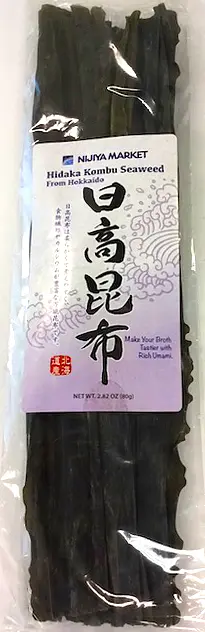 NIJIYA MARKET
Hidaka Kombu Seaweed
From Hokkaido
日高昆布
Make Your Broth
Tastier with
Rich Umami.
北海
道産
NET WT. 2.82 OZ (80g)